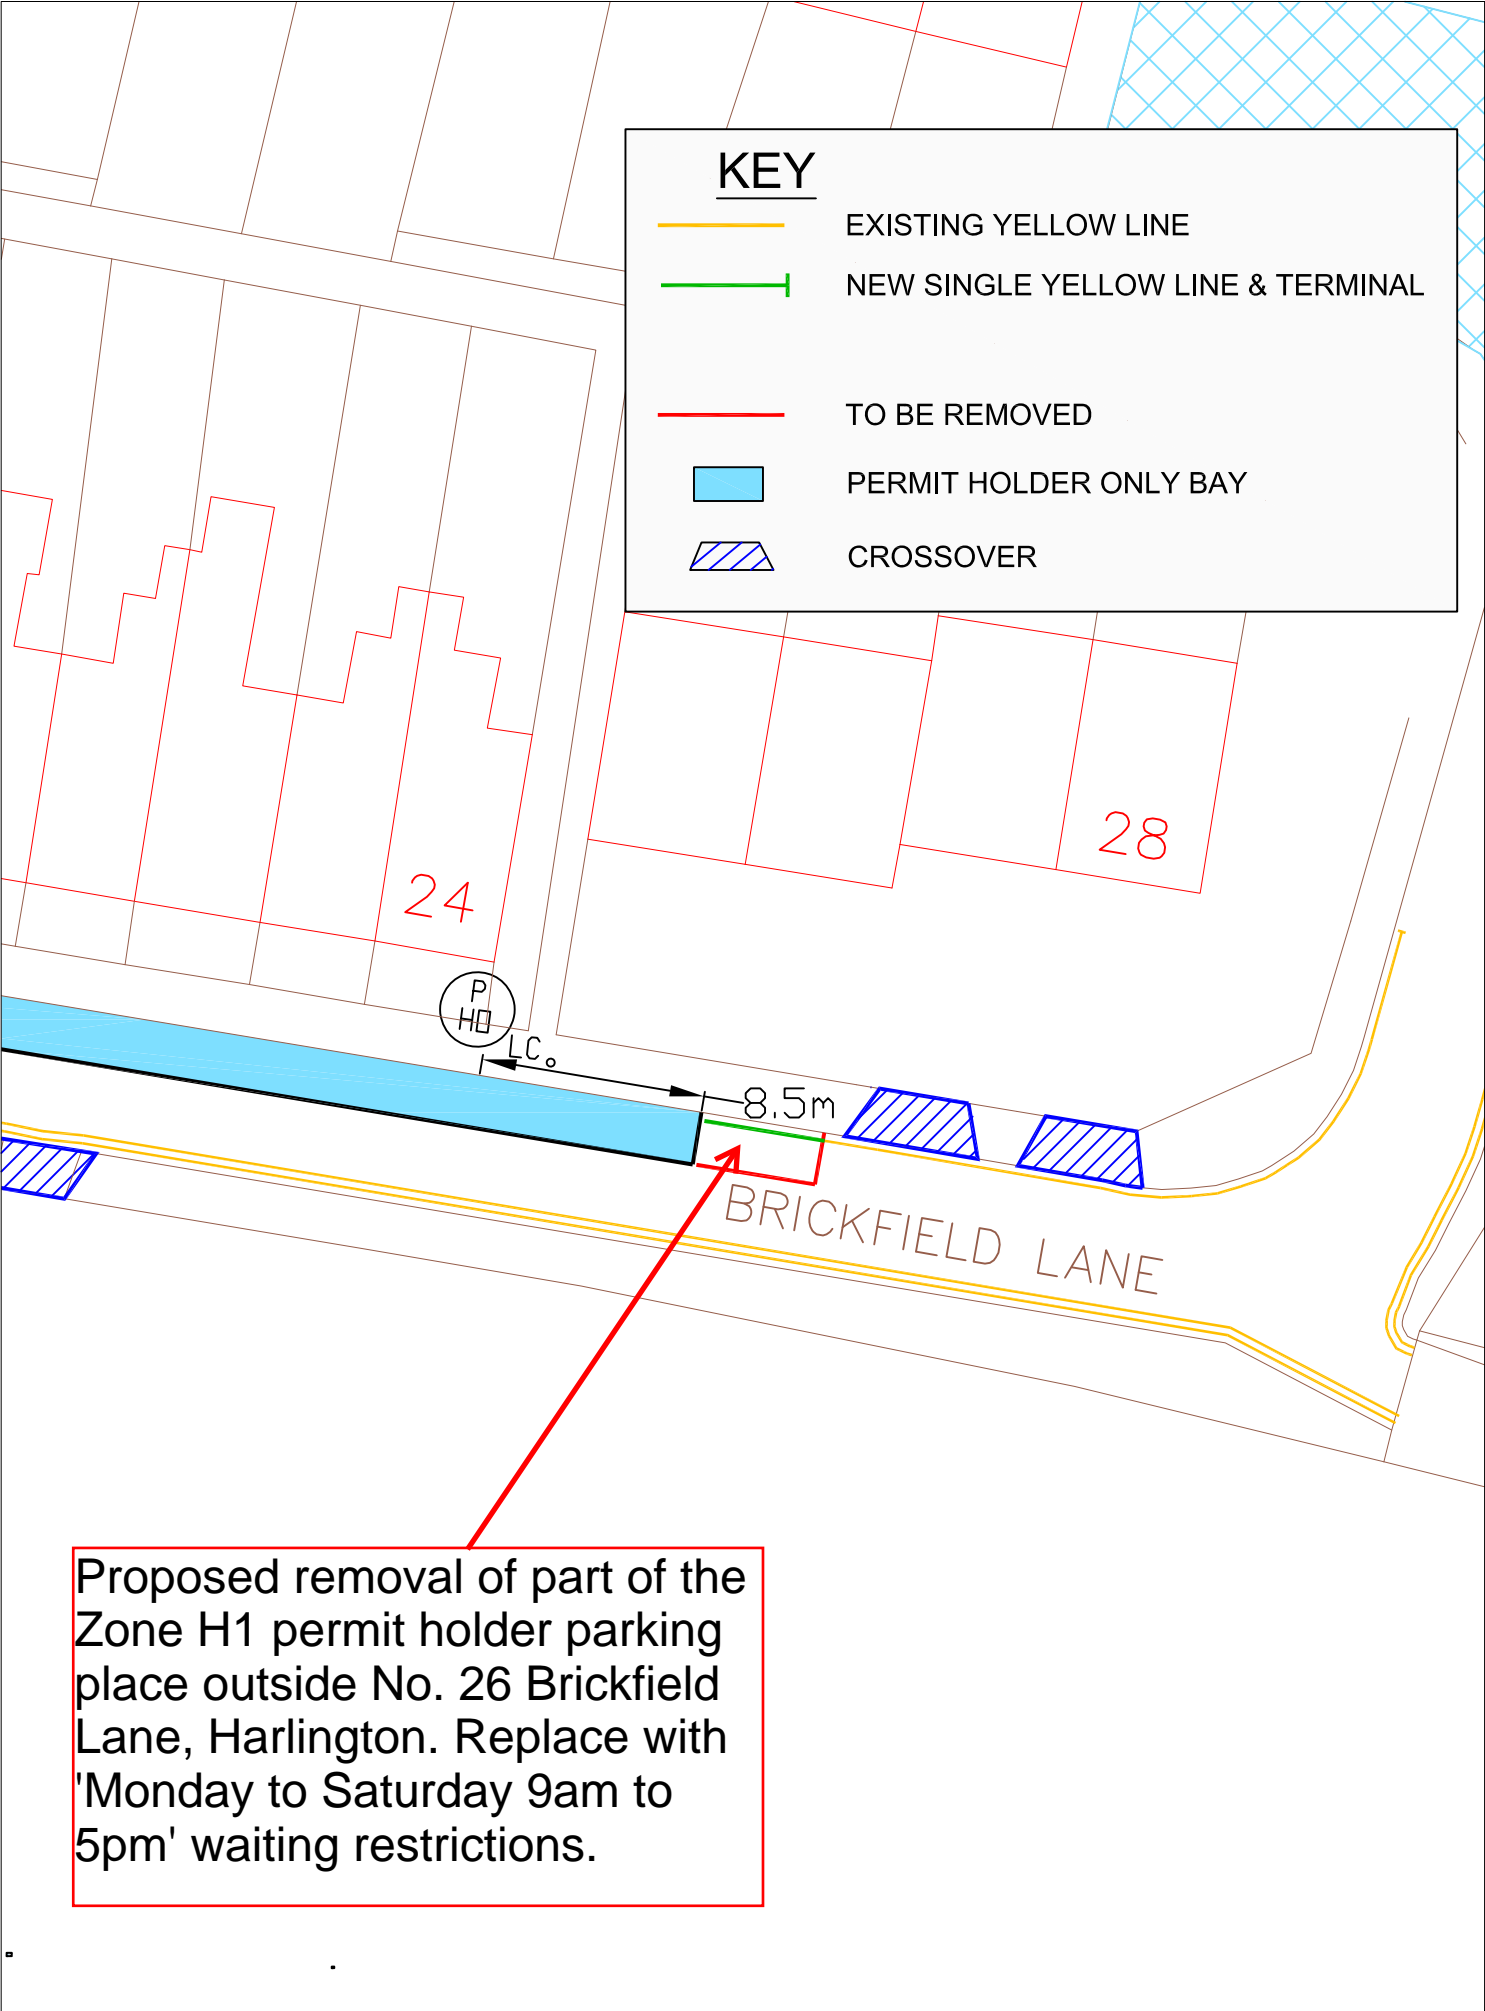 KEY
EXISTING YELLOW LINE
NEW SINGLE YELLOW LINE & TERMINAL
TO BE REMOVED
PERMIT HOLDER ONLY BAY
CROSSOVER
28
24
P
HO
LC.
8.5m
BRICKFIELD LANE
Proposed removal of part of the
Zone H1 permit holder parking
place outside No. 26 Brickfield
Lane, Harlington. Replace with
'Monday to Saturday 9am to
5pm' waiting restrictions.